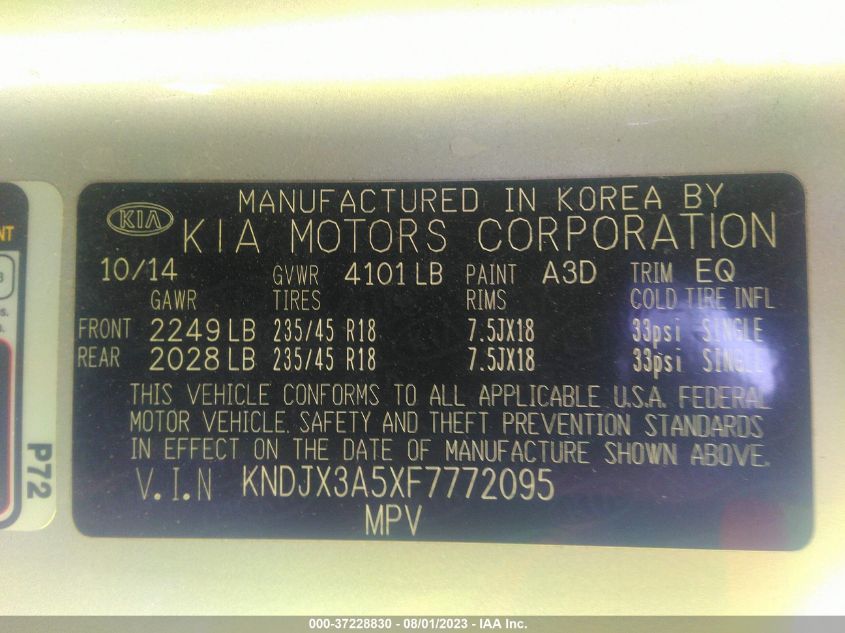 MANUFACTURED IN KOREA BY
KIA KIA MOTORS CORPORATION
10/14 GVWR 4101 LB PAINT A3D TRIM EQ
GAWR TIRES RIMS COLD TIRE INFL
FRONT 2249 LB 235/45 R18 7.5JX18 33psi SINGLE
REAR 2028 LB 235/45 R18 7.5JX18 33psi SINGLE
THIS VEHICLE CONFORMS TO ALL APPLICABLE U.S.A. FEDERAL
MOTOR VEHICLE, SAFETY AND THEFT PREVENTION STANDARDS
IN EFFECT ON THE DATE OF MANUFACTURE SHOWN ABOVE.
V.I.N KNDJX3A5XF7772095
MPV
P72
000-37228830 - 08/01/2023 - IAA Inc.